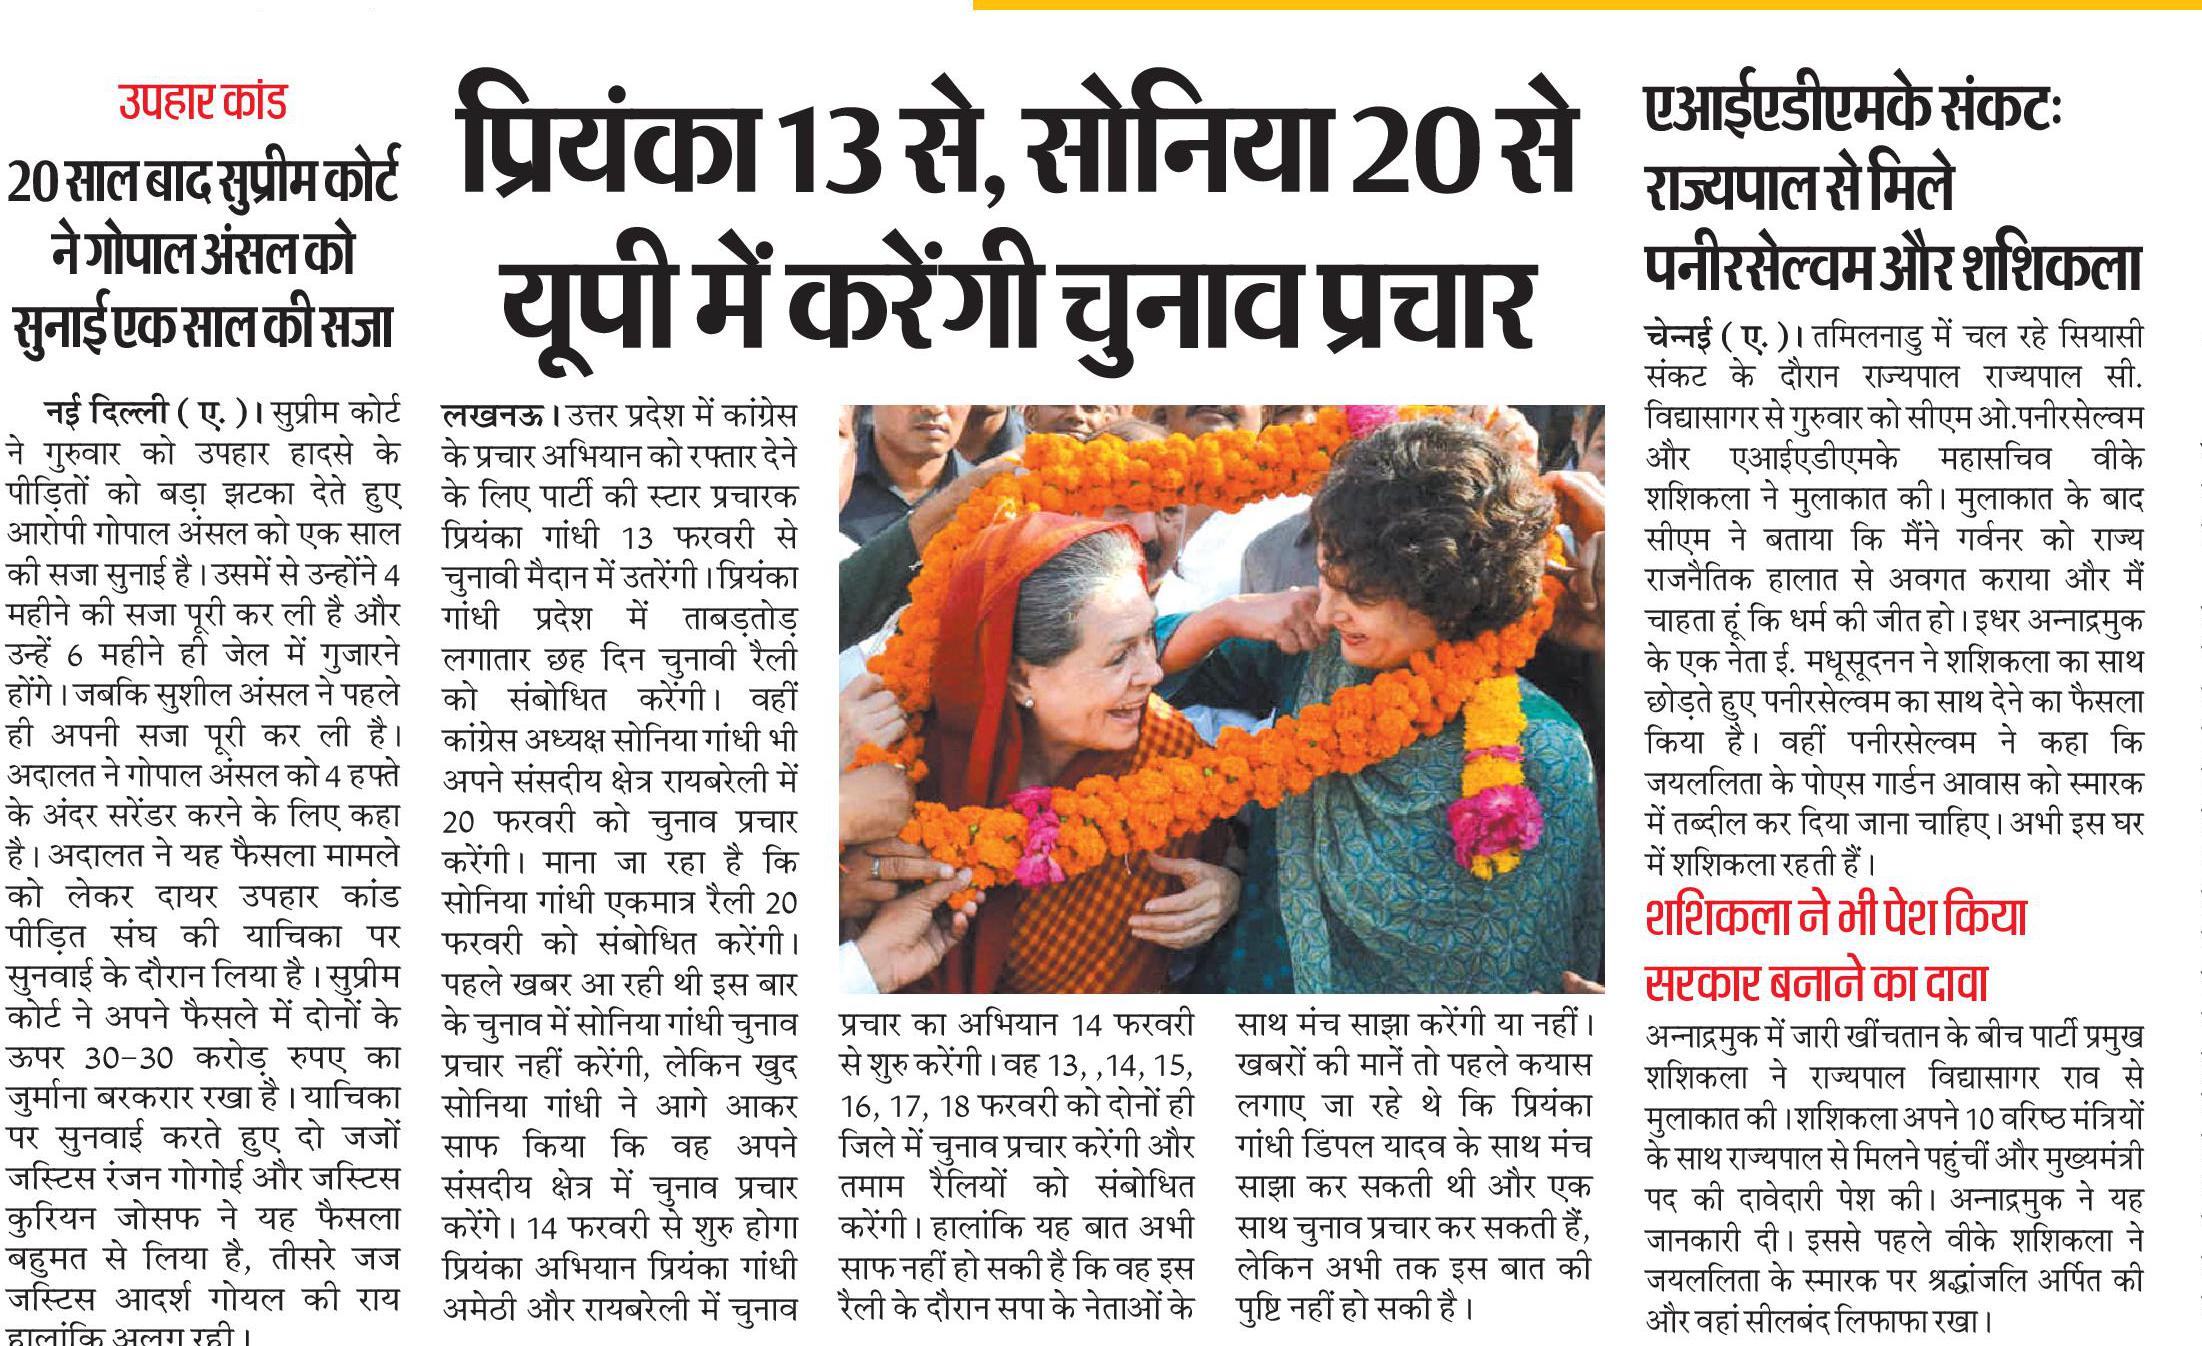 उपहार कांड
20 साल बाद सुप्रीम कोर्ट
ने गोपाल अंसल को
सुनाई एक साल की सजा
नई दिल्ली ( ए. )। सुप्रीम कोर्ट
ने गुरुवार को उपहार हादसे के
पीड़ितों को बड़ा झटका देते हुए
आरोपी गोपाल अंसल को एक साल
की सजा सुनाई है। उसमें से उन्होंने 4
महीने की सजा पूरी कर ली है और
उन्हें 6 महीने ही जेल में गुजारने
होंगे। जबकि सुशील अंसल ने पहले
ही अपनी सजा पूरी कर ली है।
अदालत ने गोपाल अंसल को 4 हफ्ते
के अंदर सरेंडर करने के लिए कहा
है। अदालत ने यह फैसला मामले
को लेकर दायर उपहार कांड
पीड़ित संघ की याचिका पर
सुनवाई के दौरान लिया है। सुप्रीम
कोर्ट ने अपने फैसले में दोनों के
ऊपर 30-30 करोड़ रुपए का
जुर्माना बरकरार रखा है। याचिका
पर सुनवाई करते हुए दो जजों
जस्टिस रंजन गोगोई और जस्टिस
कुरियन जोसफ ने यह फैसला
बहुमत से लिया है, तीसरे जज
जस्टिस आदर्श गोयल की राय
हालांकि अलग रही।
प्रियंका 13 से, सोनिया 20 से
यूपी में करेंगी चुनाव प्रचार
लखनऊ। उत्तर प्रदेश में कांग्रेस
के प्रचार अभियान को रफ्तार देने
के लिए पार्टी की स्टार प्रचारक
प्रियंका गांधी 13 फरवरी से
चुनावी मैदान में उतरेंगी। प्रियंका
गांधी प्रदेश में ताबड़तोड़
लगातार छह दिन चुनावी रैली
को संबोधित करेंगी। वहीं
कांग्रेस अध्यक्ष सोनिया गांधी भी
अपने संसदीय क्षेत्र रायबरेली में
20 फरवरी को चुनाव प्रचार
करेंगी। माना जा रहा है कि
सोनिया गांधी एकमात्र रैली 20
फरवरी को संबोधित करेंगी।
पहले खबर आ रही थी इस बार
के चुनाव में सोनिया गांधी चुनाव
प्रचार नहीं करेंगी, लेकिन खुद
सोनिया गांधी ने आगे आकर
साफ किया कि वह अपने
संसदीय क्षेत्र में चुनाव प्रचार
करेंगे। 14 फरवरी से शुरु होगा
प्रियंका अभियान प्रियंका गांधी
अमेठी और रायबरेली में चुनाव
प्रचार का अभियान 14 फरवरी
से शुरु करेंगी। वह 13, ,14, 15,
16, 17, 18 फरवरी को दोनों ही
जिले में चुनाव प्रचार करेंगी और
तमाम रैलियों को संबोधित
करेंगी। हालांकि यह बात अभी
साफ नहीं हो सकी है कि वह इस
रैली के दौरान सपा के नेताओं के
साथ मंच साझा करेंगी या नहीं।
खबरों की मानें तो पहले कयास
लगाए जा रहे थे कि प्रियंका
गांधी डिंपल यादव के साथ मंच
साझा कर सकती थी और एक
साथ चुनाव प्रचार कर सकती हैं,
लेकिन अभी तक इस बात की
पुष्टि नहीं हो सकी है।
एआईएडीएमके संकटः
राज्यपाल से मिले
पनीरसेल्वम और शशिकला
चेन्नई ( ए. )। तमिलनाडु में चल रहे सियासी
संकट के दौरान राज्यपाल राज्यपाल सी.
विद्यासागर से गुरुवार को सीएम ओ.पनीरसेल्वम
और एआईएडीएमके महासचिव वीके
शशिकला ने मुलाकात की। मुलाकात के बाद
सीएम ने बताया कि मैंने गर्वनर को राज्य
राजनैतिक हालात से अवगत कराया और मैं
चाहता हूं कि धर्म की जीत हो। इधर अन्नाद्रमुक
के एक नेता ई. मधूसूदनन ने शशिकला का साथ
छोड़ते हुए पनीरसेल्वम का साथ देने का फैसला
किया है। वहीं पनीरसेल्वम ने कहा कि
जयललिता के पोएस गार्डन आवास को स्मारक
में तब्दील कर दिया जाना चाहिए। अभी इस घर
में शशिकला रहती हैं।
शशिकला ने भी पेश किया
सरकार बनाने का दावा
अन्नाद्रमुक में जारी खींचतान के बीच पार्टी प्रमुख
शशिकला ने राज्यपाल विद्यासागर राव से
मुलाकात की। शशिकला अपने 10 वरिष्ठ मंत्रियों
के साथ राज्यपाल से मिलने पहुंचीं और मुख्यमंत्री
पद की दावेदारी पेश की। अन्नाद्रमुक ने यह
जानकारी दी। इससे पहले वीके शशिकला ने
जयललिता के स्मारक पर श्रद्धांजलि अर्पित की
और वहां सीलबंद लिफाफा रखा।